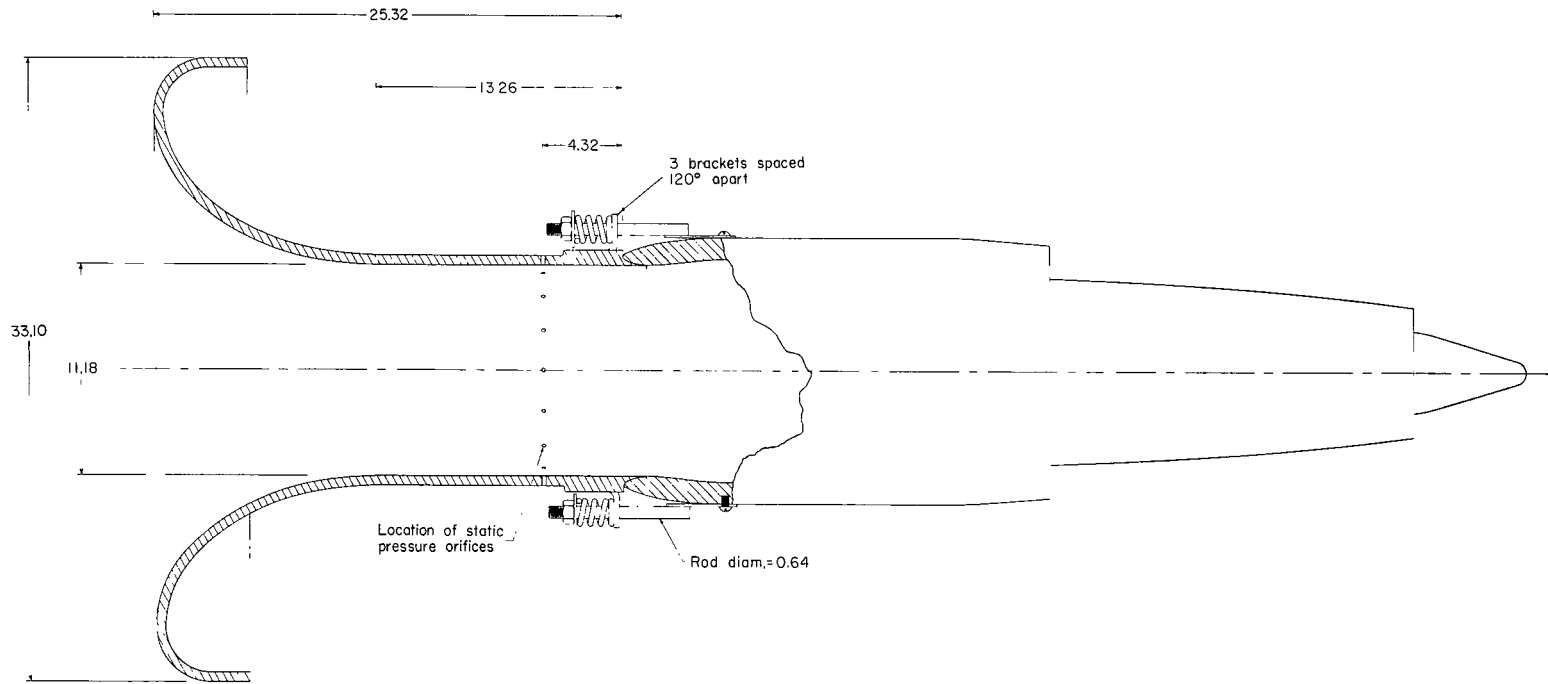 25.32
13 26
4.32
3 brackets spaced
120° apart
33.10
11.18
Location of static
pressure orifices
Rod diam.=0.64